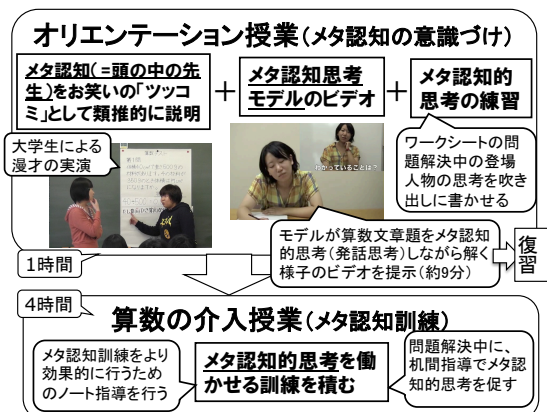 オリエンテーション授業(メタ認知の意識づけ)
メタ認知(=頭の中の先
生)をお笑いの「ツッコ
ミ」として類推的に説明
＋
メタ認知思考
モデルのビデオ
＋
メタ認知的
思考の練習
大学生による
漫才の実演
わかっていることは？
ワークシートの問
題解決中の登場
人物の思考を吹き
出しに書かせる
モデルが算数文章題をメタ認知
的思考(発話思考)しながら解く
様子のビデオを提示(約9分)
復
習
1時間
4時間
算数の介入授業(メタ認知訓練)
メタ認知訓練をより
効果的に行うため
のノート指導を行う
メタ認知的思考を働
かせる訓練を積む
問題解決中に、
机間指導でメタ認
知的思考を促す